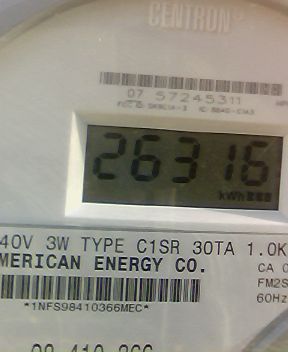 CENTRON®
07 57245311
26316
kWh
40V 3W TYPE C1SR 30TA 1.0K
MERICAN ENERGY CO.
CA 0
FM2S
60Hz
*1NFS98410366MEC*